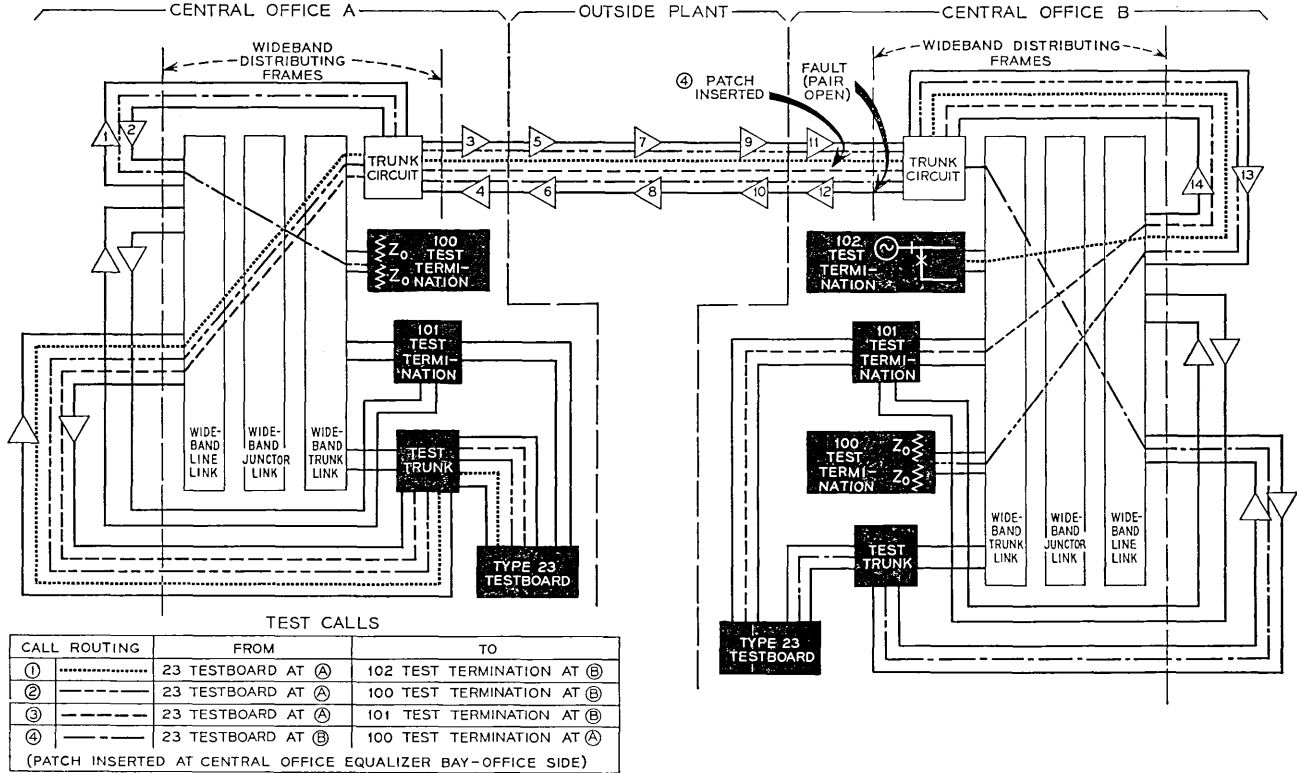 CENTRAL OFFICE A
OUTSIDE PLANT
CENTRAL OFFICE B
WIDEBAND
DISTRIBUTING
FRAMES
④ PATCH
INSERTED
FAULT
(PAIR
OPEN)
WIDEBAND DISTRIBUTING
FRAMES
1
2
3
5
7
9
11
4
6
8
10
12
14
13
TRUNK
CIRCUIT
TRUNK
CIRCUIT
Z₀
Z₀
100
TEST
TERMI-
NATION
102
TEST
TERMI-
NATION
101
TEST
TERMI-
NATION
101
TEST
TERMI-
NATION
WIDE-
BAND
LINE
LINK
WIDE-
BAND
JUNCTOR
LINK
WIDE-
BAND
TRUNK
LINK
TEST
TRUNK
100
TEST
TERMI-
NATION
Z₀
Z₀
TYPE 23
TESTBOARD
TEST
TRUNK
WIDE-
BAND
TRUNK
LINK
WIDE-
BAND
JUNCTOR
LINK
WIDE-
BAND
LINE
LINK
TYPE 23
TESTBOARD
TEST CALLS
CALL ROUTING FROM TO
① 23 TESTBOARD AT Ⓐ 102 TEST TERMINATION AT Ⓑ
② 23 TESTBOARD AT Ⓐ 100 TEST TERMINATION AT Ⓑ
③ 23 TESTBOARD AT Ⓐ 101 TEST TERMINATION AT Ⓑ
④ 23 TESTBOARD AT Ⓑ 100 TEST TERMINATION AT Ⓐ
(PATCH INSERTED AT CENTRAL OFFICE EQUALIZER BAY-OFFICE SIDE)